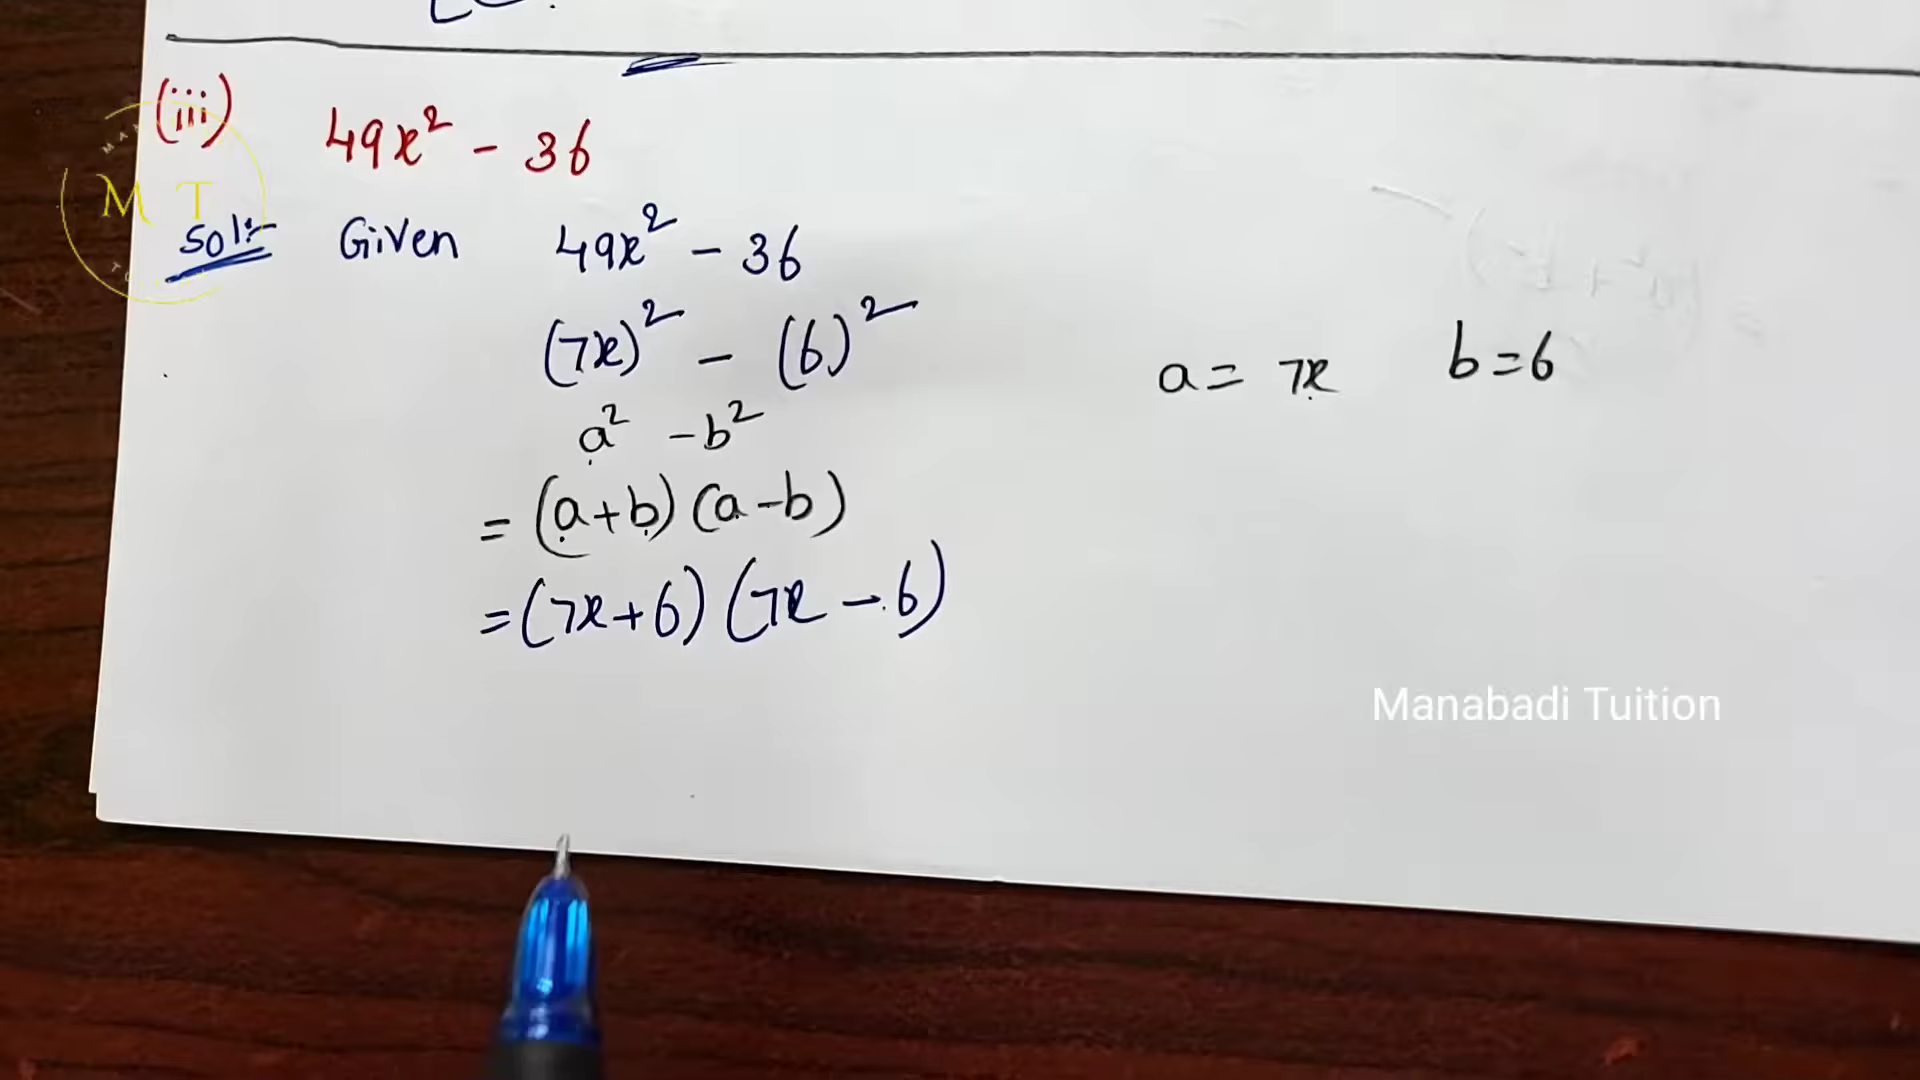 (iii) 49x² - 36
M T
Sol:- Given 49x² - 36
(7x)² - (6)²
a = 7x b = 6
a² - b²
= (a+b) (a-b)
= (7x+6) (7x-6)
Manabadi Tuition